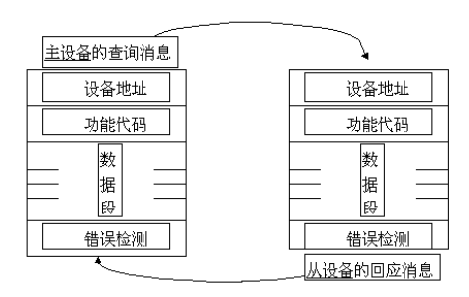 主设备的查询消息
设备地址
功能代码
数
据
段
错误检测
设备地址
功能代码
数
据
段
错误检测
从设备的回应消息